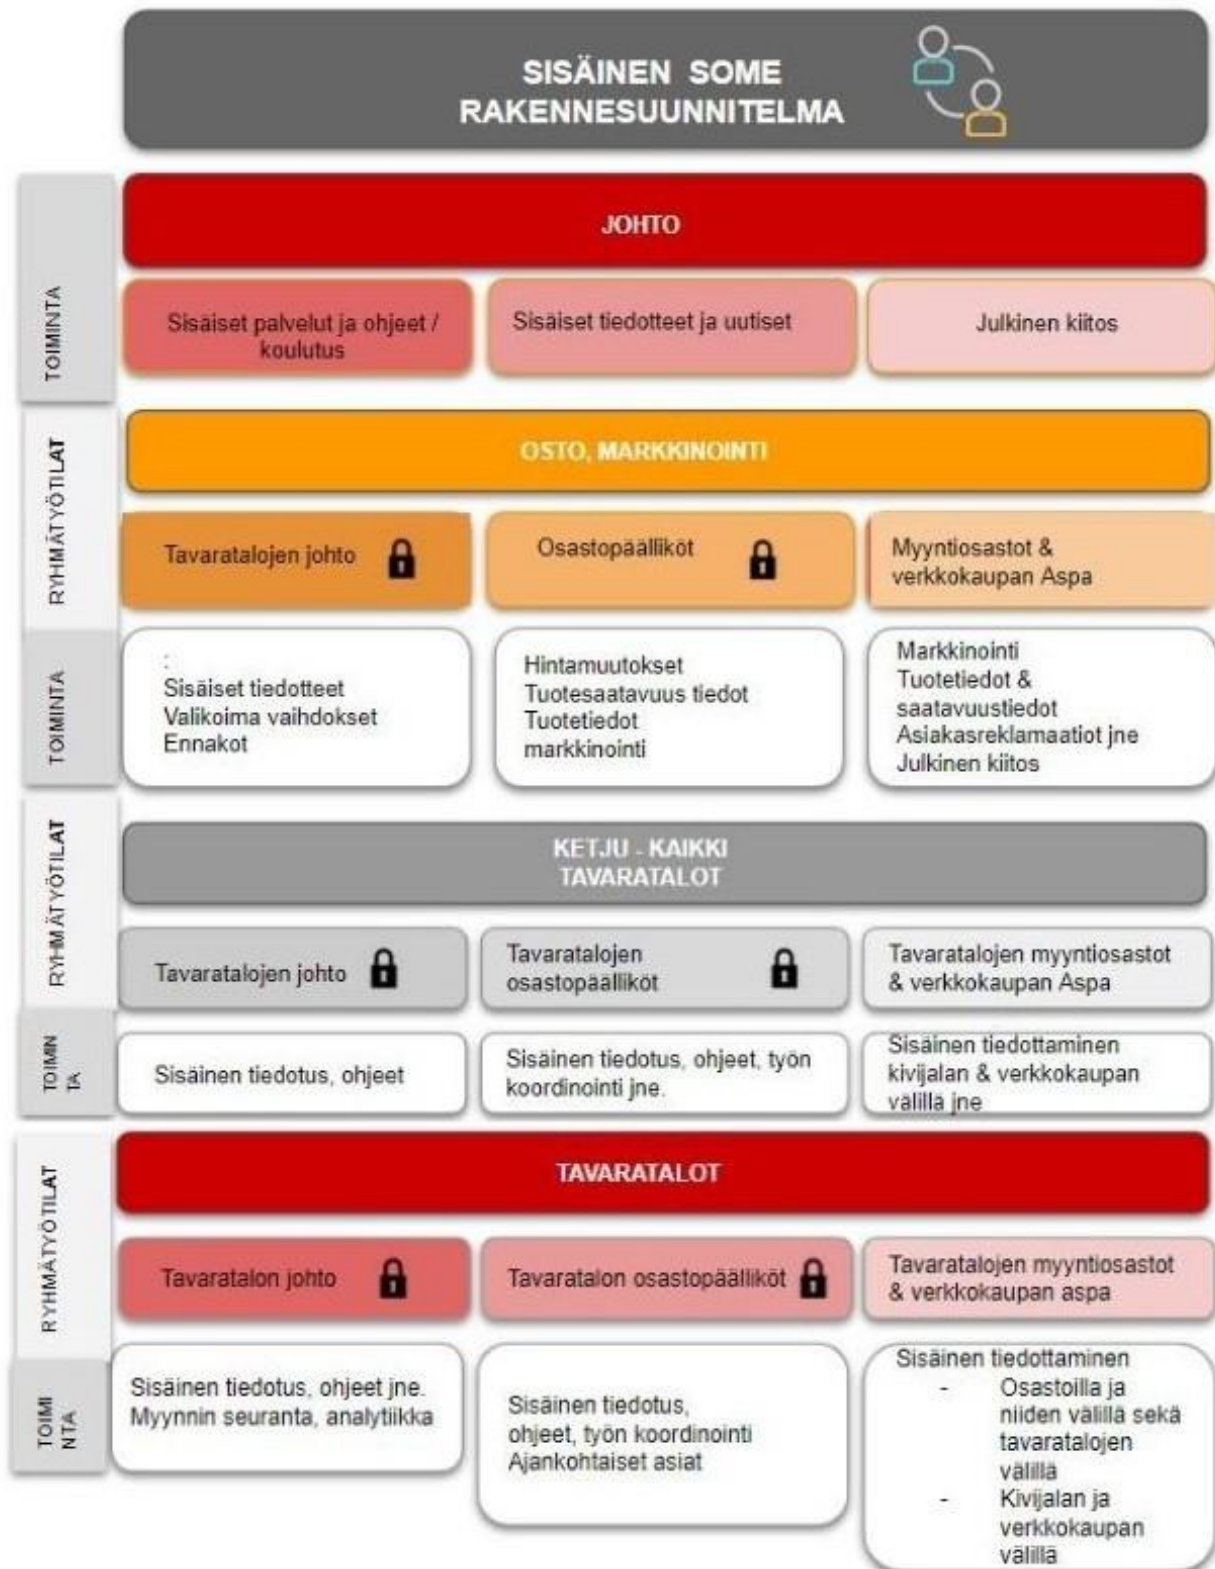 SISÄINEN SOME
RAKENNESUUNNITELMA
TOIMINTA
JOHTO
Sisäiset palvelut ja ohjeet /
koulutus
Sisäiset tiedotteet ja uutiset
Julkinen kiitos
RYHMÄTYÖTILAT
OSTO, MARKKINOINTI
Tavaratalojen johto
Osastopäälliköt
Myyntiosastot &
verkkokaupan Aspa
TOIMINTA
:
Sisäiset tiedotteet
Valikoima vaihdokset
Ennakot
Hintamuutokset
Tuotesaatavuus tiedot
Tuotetiedot
markkinointi
Markkinointi
Tuotetiedot &
saatavuustiedot
Asiakasreklamaatiot jne
Julkinen kiitos
RYHMÄTYÖTILAT
KETJU - KAIKKI
TAVARATALOT
Tavaratalojen johto
Tavaratalojen
osastopäälliköt
Tavaratalojen myyntiosastot
& verkkokaupan Aspa
TOIMIN
TA
Sisäinen tiedotus, ohjeet
Sisäinen tiedotus, ohjeet, työn
koordinointi jne.
Sisäinen tiedottaminen
kivijalan & verkkokaupan
välillä jne
RYHMÄTYÖTILAT
TAVARATALOT
Tavaratalon johto
Tavaratalon osastopäälliköt
Tavaratalojen myyntiosastot
& verkkokaupan aspa
TOIMI
NTA
Sisäinen tiedotus, ohjeet jne.
Myynnin seuranta, analytiikka
Sisäinen tiedotus,
ohjeet, työn koordinointi
Ajankohtaiset asiat
Sisäinen tiedottaminen
- Osastoilla ja
niiden välillä sekä
tavaratalojen
välillä
- Kivijalan ja
verkkokaupan
välillä